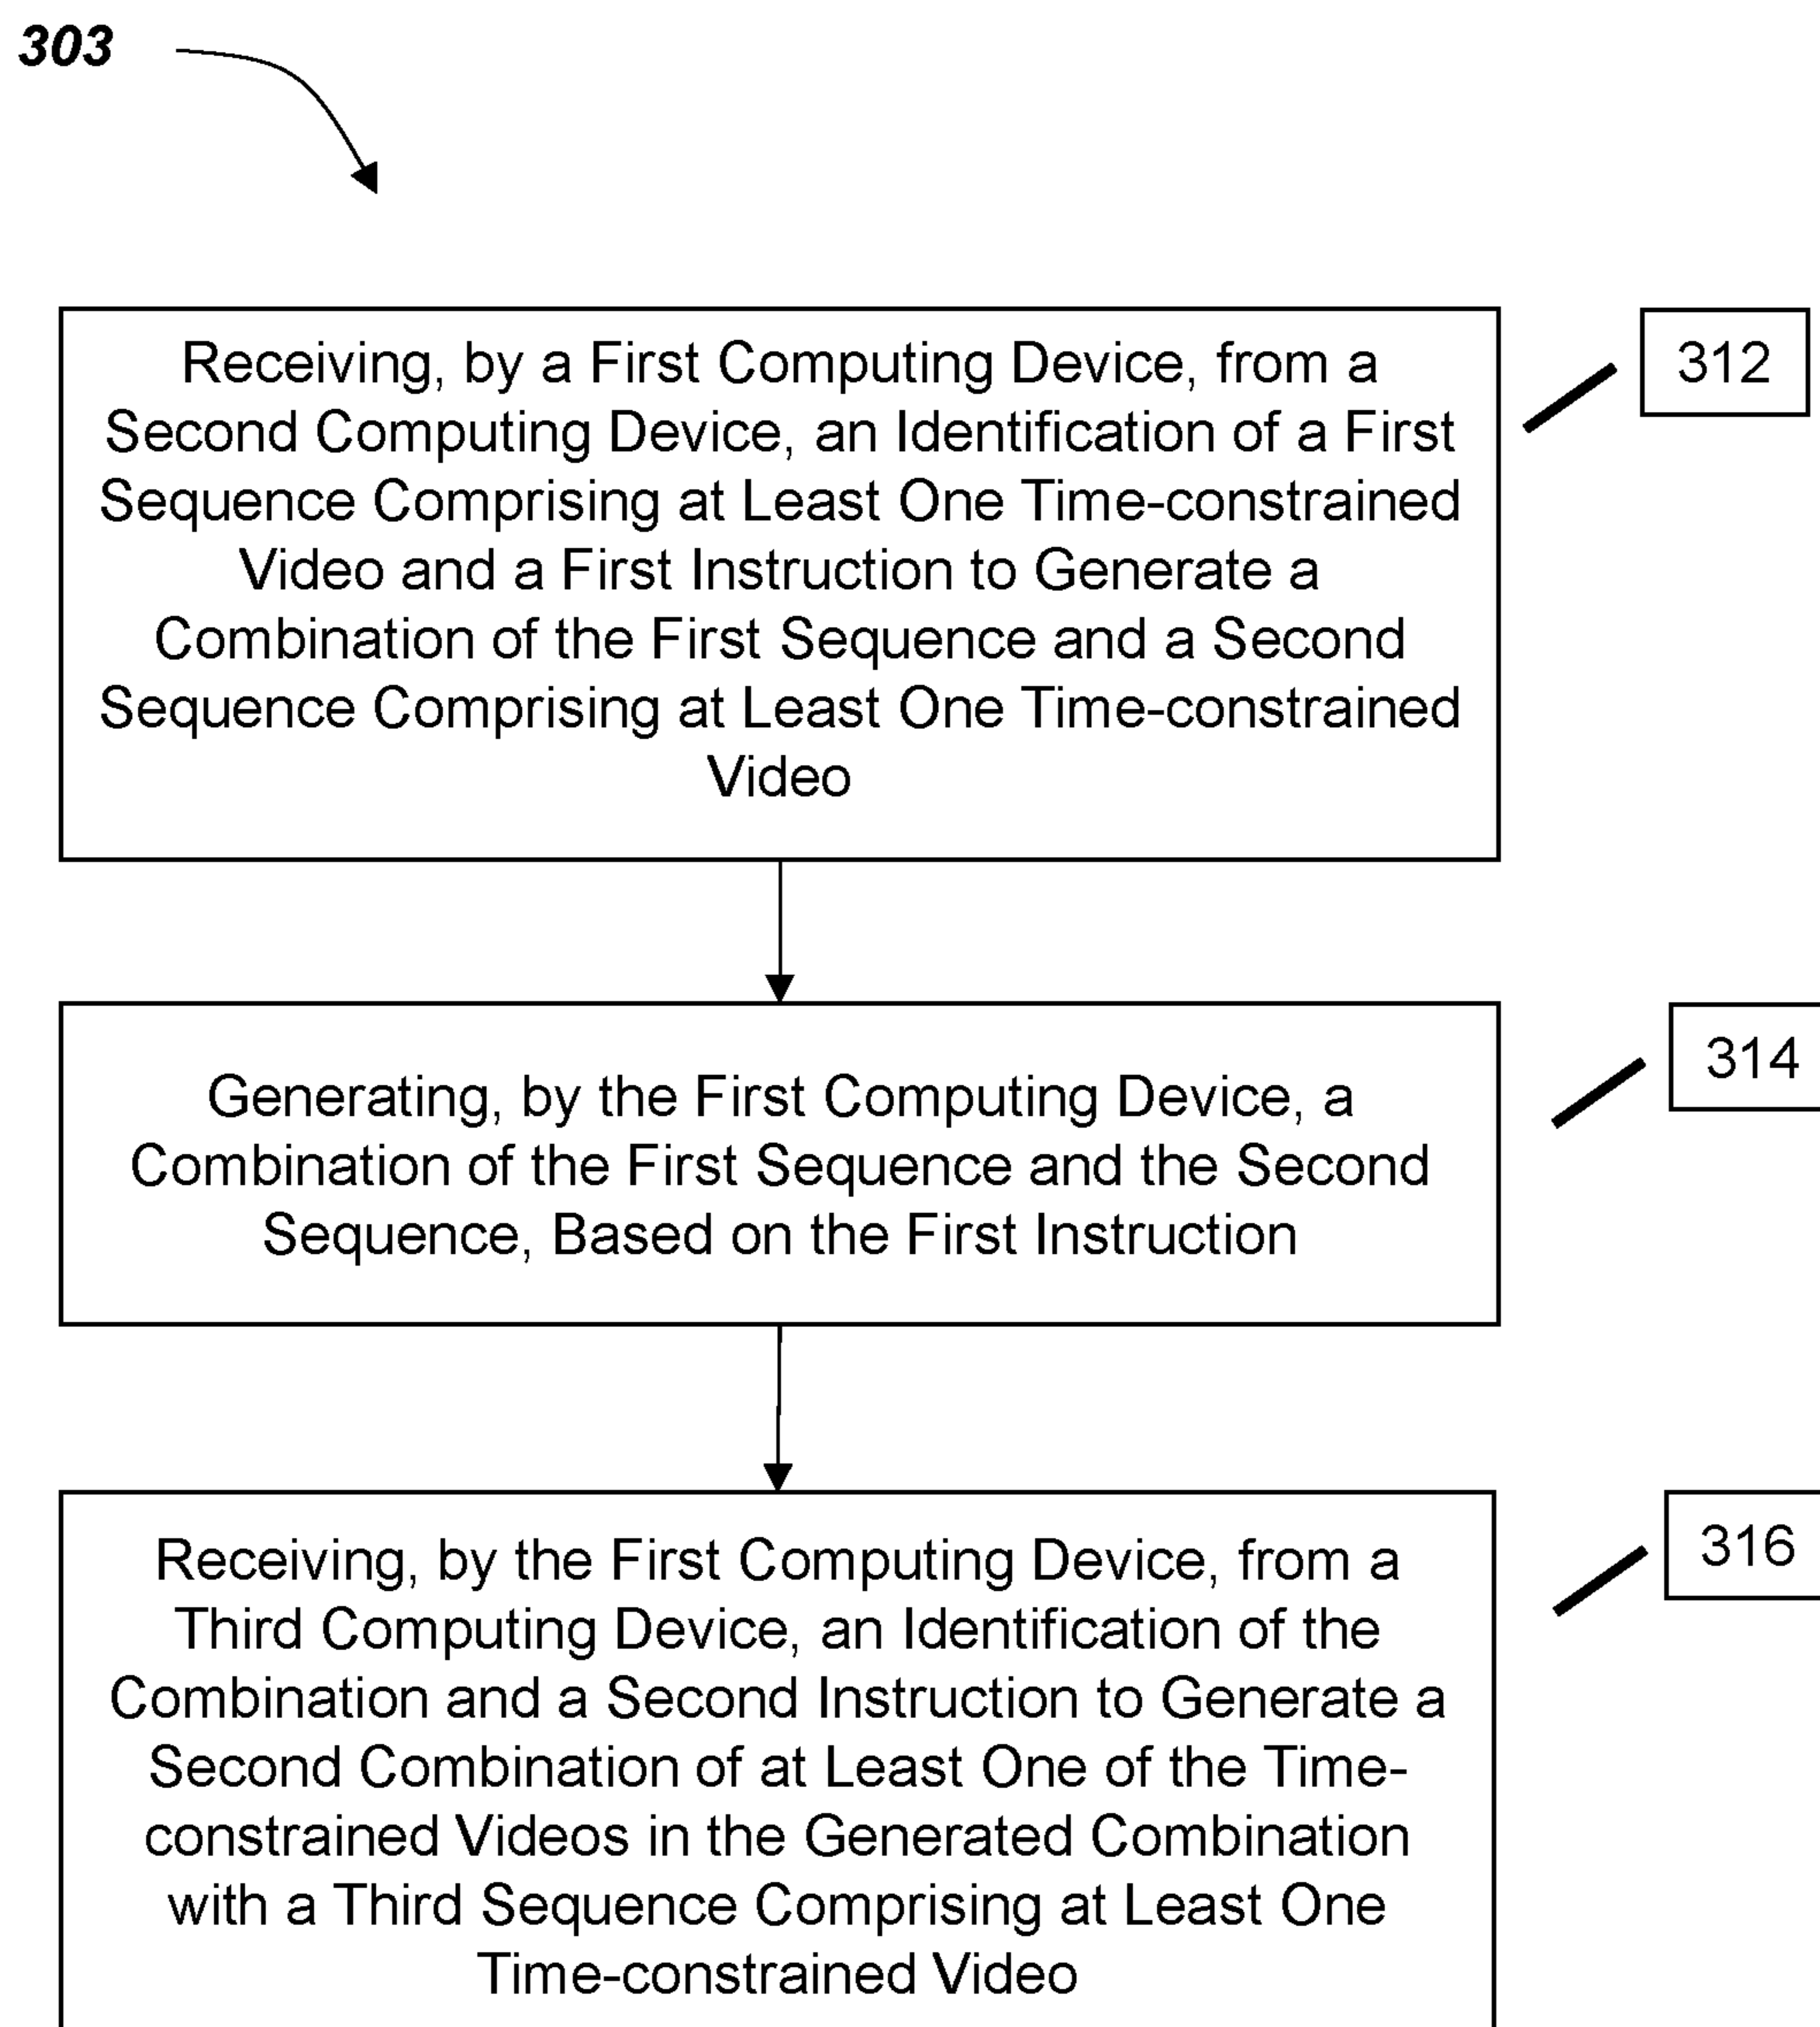 303
Receiving, by a First Computing Device, from a
Second Computing Device, an Identification of a First
Sequence Comprising at Least One Time-constrained
Video and a First Instruction to Generate a
Combination of the First Sequence and a Second
Sequence Comprising at Least One Time-constrained
Video
312
Generating, by the First Computing Device, a
Combination of the First Sequence and the Second
Sequence, Based on the First Instruction
314
Receiving, by the First Computing Device, from a
Third Computing Device, an Identification of the
Combination and a Second Instruction to Generate a
Second Combination of at Least One of the Time-
constrained Videos in the Generated Combination
with a Third Sequence Comprising at Least One
Time-constrained Video
316